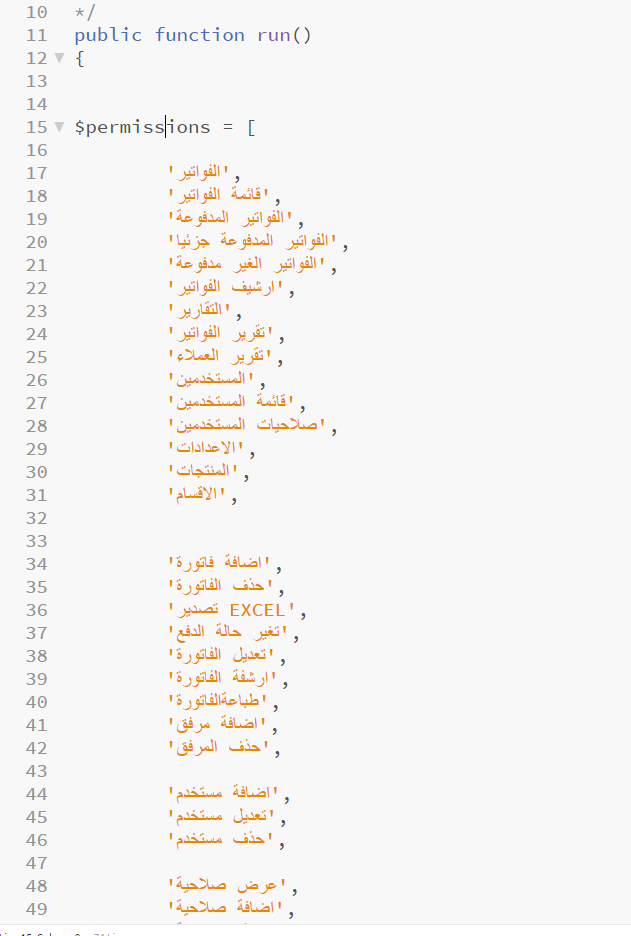 10 */
11 public function run()
12 {
13
14
15 $permissions = [
16
17 'الفواتير',
18 'قائمة الفواتير',
19 'الفواتير المدفوعة',
20 'الفواتير المدفوعة جزئيا',
21 'الفواتير الغير مدفوعة',
22 'ارشيف الفواتير',
23 'التقارير',
24 'تقرير الفواتير',
25 'تقرير العملاء',
26 'المستخدمين',
27 'قائمة المستخدمين',
28 'صلاحيات المستخدمين',
29 'الاعدادات',
30 'المنتجات',
31 'الاقسام',
32
33
34 'اضافة فاتورة',
35 'حذف الفاتورة',
36 'تصدير EXCEL',
37 'تغير حالة الدفع',
38 'تعديل الفاتورة',
39 'ارشفة الفاتورة',
40 'طباعةالفاتورة',
41 'اضافة مرفق',
42 'حذف المرفق',
43
44 'اضافة مستخدم',
45 'تعديل مستخدم',
46 'حذف مستخدم',
47
48 'عرض صلاحية',
49 'اضافة صلاحية',